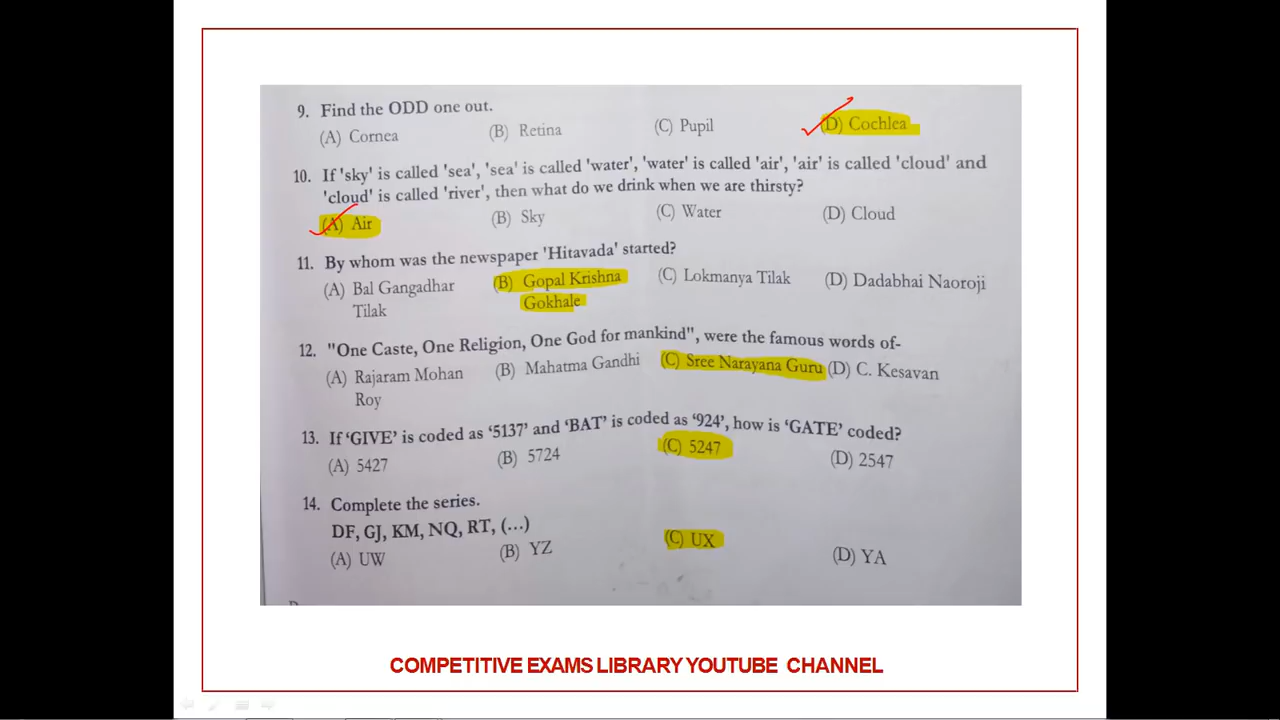 9. Find the ODD one out.
(A) Cornea (B) Retina (C) Pupil (D) Cochlea
10. If 'sky' is called 'sea', 'sea' is called 'water', 'water' is called 'air', 'air' is called 'cloud' and
'cloud' is called 'river', then what do we drink when we are thirsty?
(A) Air (B) Sky (C) Water (D) Cloud
11. By whom was the newspaper 'Hitavada' started?
(A) Bal Gangadhar (B) Gopal Krishna (C) Lokmanya Tilak (D) Dadabhai Naoroji
Tilak Gokhale
12. "One Caste, One Religion, One God for mankind", were the famous words of-
(A) Rajaram Mohan (B) Mahatma Gandhi (C) Sree Narayana Guru (D) C. Kesavan
Roy
13. If ‘GIVE’ is coded as ‘5137’ and ‘BAT’ is coded as ‘924’, how is ‘GATE’ coded?
(A) 5427 (B) 5724 (C) 5247 (D) 2547
14. Complete the series.
DF, GJ, KM, NQ, RT, (...)
(A) UW (B) YZ (C) UX (D) YA
COMPETITIVE EXAMS LIBRARY YOUTUBE CHANNEL